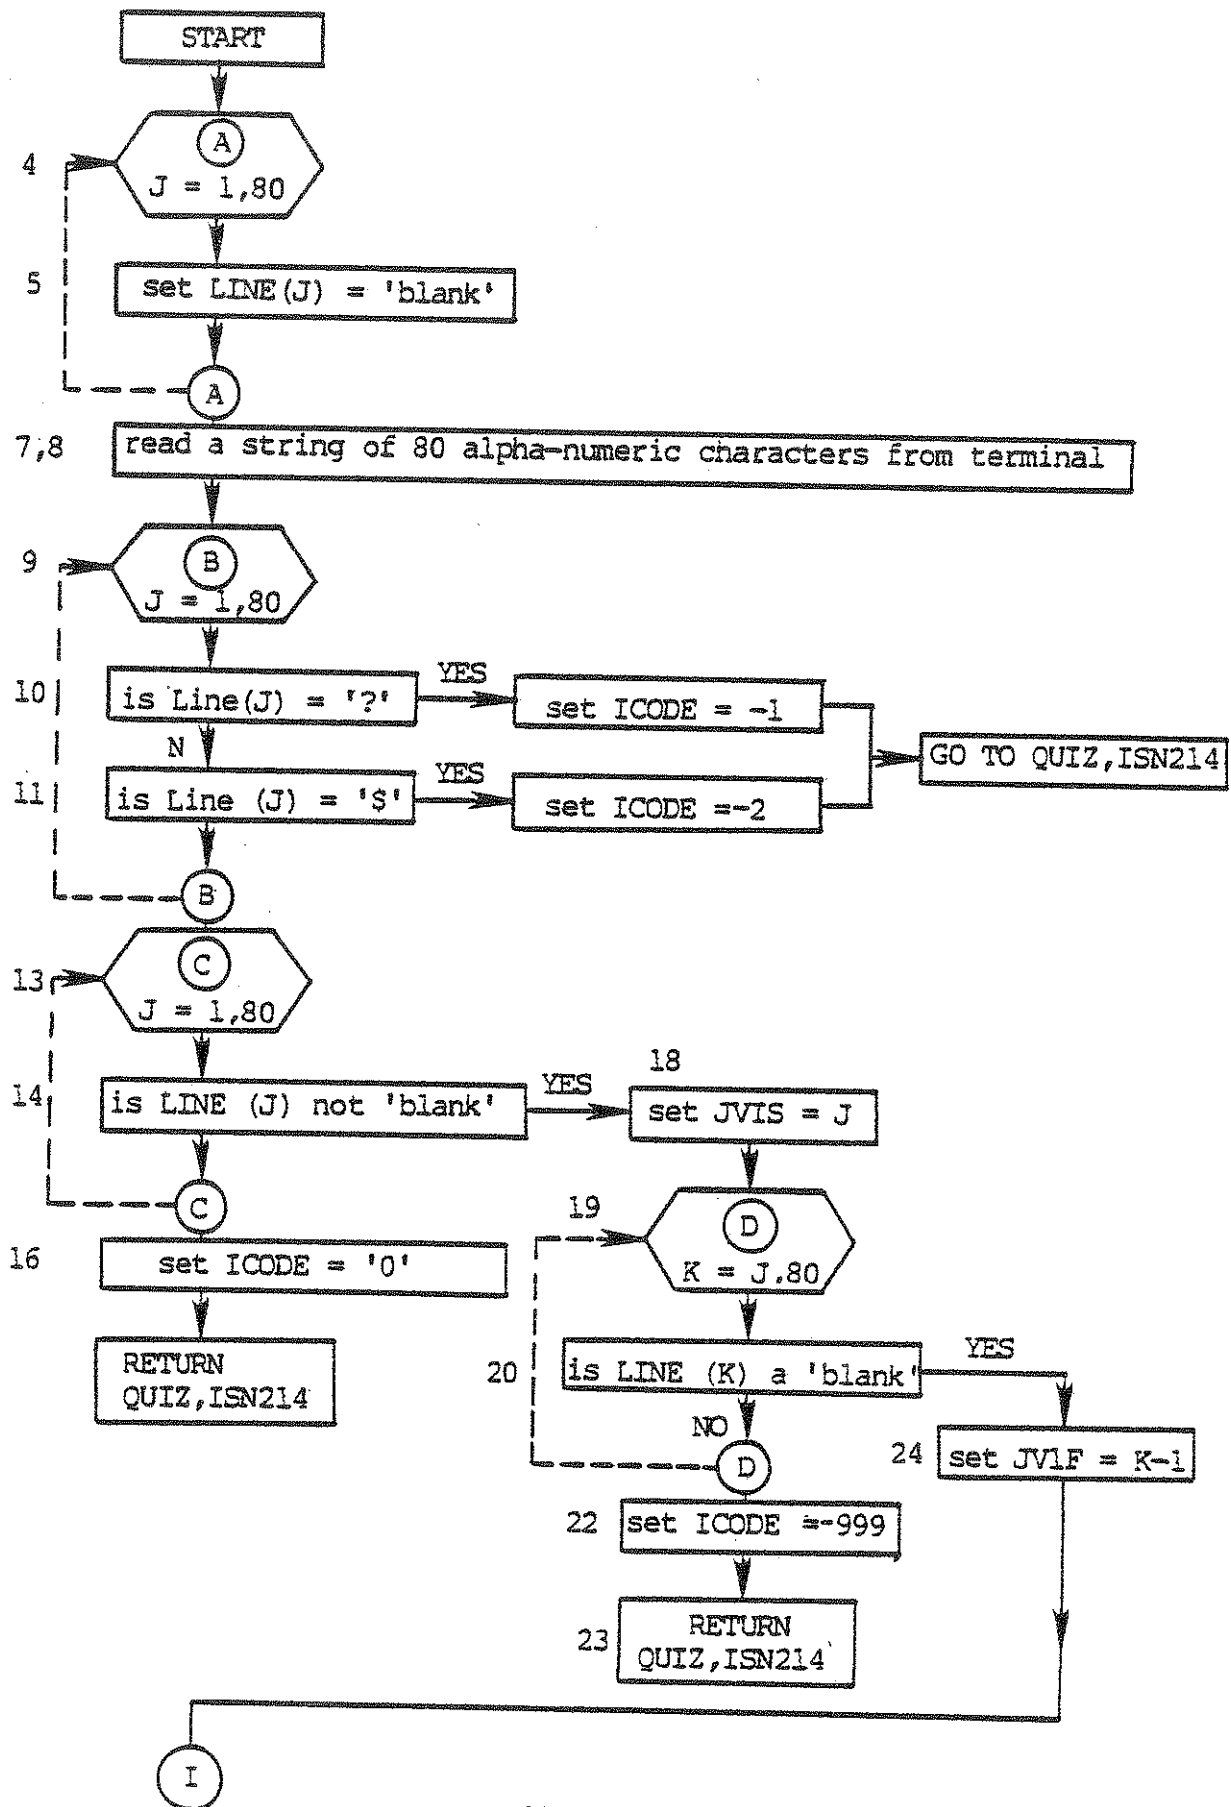 START
A
4
J = 1,80
5
set LINE(J) = 'blank'
A
7,8
read a string of 80 alpha-numeric characters from terminal
9
B
J = 1,80
10
is Line(J) = '?'
YES
set ICODE = -1
N
GO TO QUIZ,ISN214
11
is Line (J) = '$'
YES
set ICODE =-2
B
13
C
J = 1,80
14
is LINE (J) not 'blank'
YES
18
set JVIS = J
C
19
D
K = J.80
16
set ICODE = '0'
RETURN
QUIZ,ISN214
20
is LINE (K) a 'blank'
YES
NO
D
24
set JV1F = K-1
22
set ICODE =-999
23
RETURN
QUIZ,ISN214
I